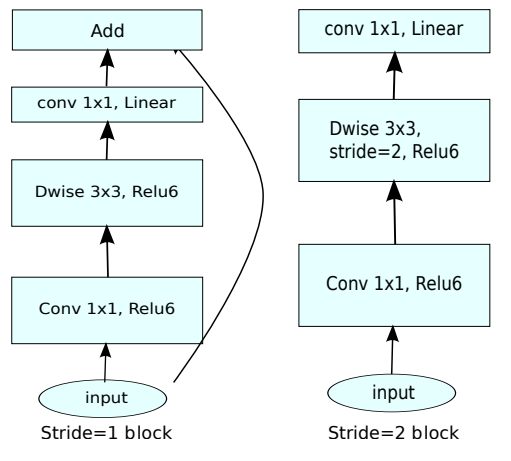 Add
conv 1x1, Linear
Dwise 3x3, Relu6
Conv 1x1, Relu6
input
Stride=1 block
conv 1x1, Linear
Dwise 3x3,
stride=2, Relu6
Conv 1x1, Relu6
input
Stride=2 block